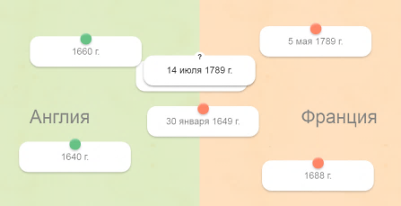 5 мая 1789 г.
1660 г.
?
14 июля 1789 г.
Англия
30 января 1649 г.
Франция
1640 г.
1688 г.